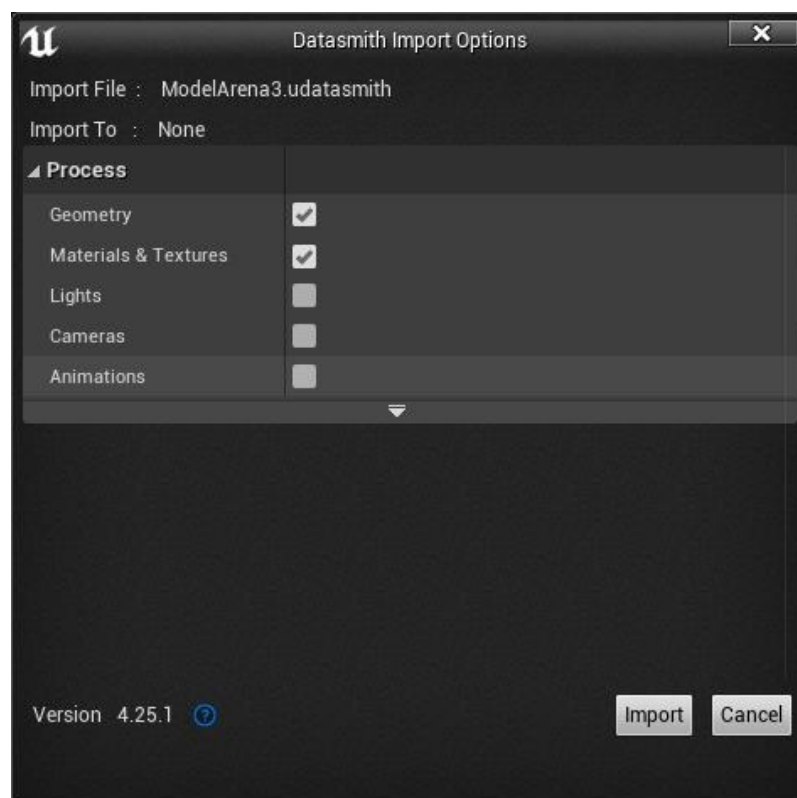 Datasmith Import Options
Import File : ModelArena3.udatasmith
Import To : None
Process
Geometry
Materials & Textures
Lights
Cameras
Animations
Version 4.25.1 ?
Import Cancel